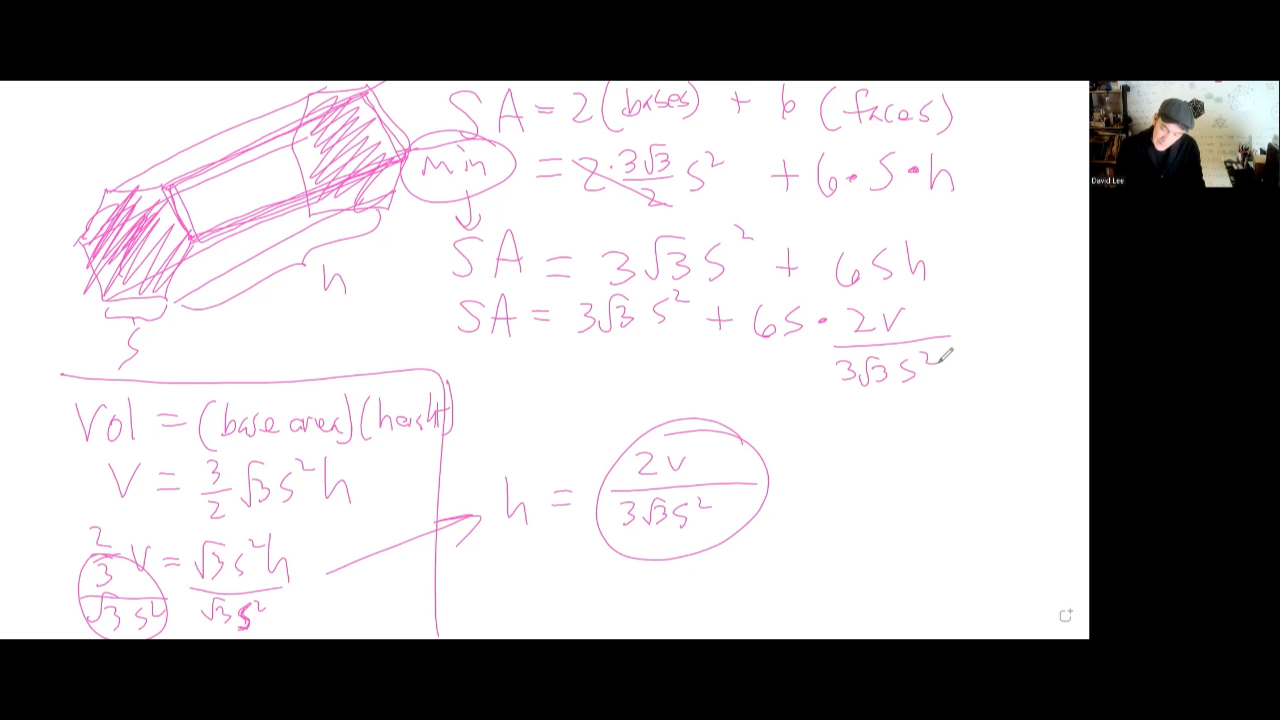 SA = 2 (bases) + 6 (faces)
min = 2·3√3/2 s² + 6·s·h
SA = 3√3 s² + 6sh
SA = 3√3 s² + 6s · 2v/3√3 s²
h
s
Vol = (base area)(height)
V = 3/2 √3 s² h
2/3 V/√3 s² = √3 s² h/√3 s²
h = 2v/3√3 s²
David Lee